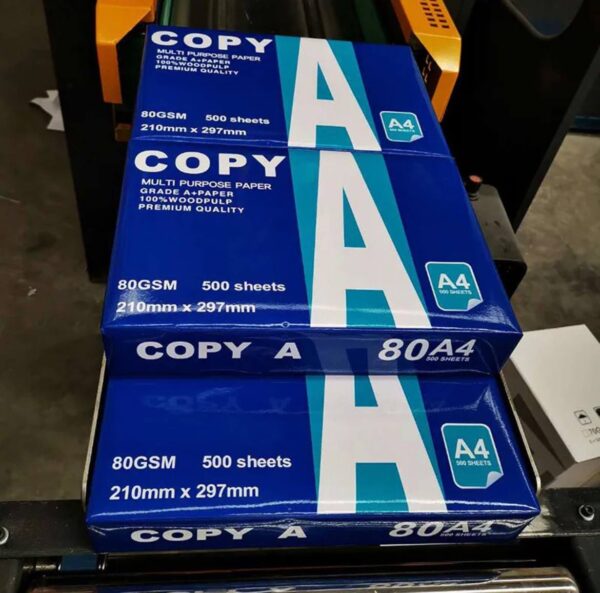 COPY
MULTI PURPOSE PAPER
GRADE A+PAPER
100%WOODPULP
PREMIUM QUALITY
A
80GSM 500 sheets
210mm x 297mm
A4
500 SHEETS
COPY
MULTI PURPOSE PAPER
GRADE A+PAPER
100%WOODPULP
PREMIUM QUALITY
A
80GSM 500 sheets
210mm x 297mm
A4
500 SHEETS
COPY A 80A4
500 SHEETS
A
80GSM 500 sheets
210mm x 297mm
A4
500 SHEETS
COPY A 80A4
500 SHEETS